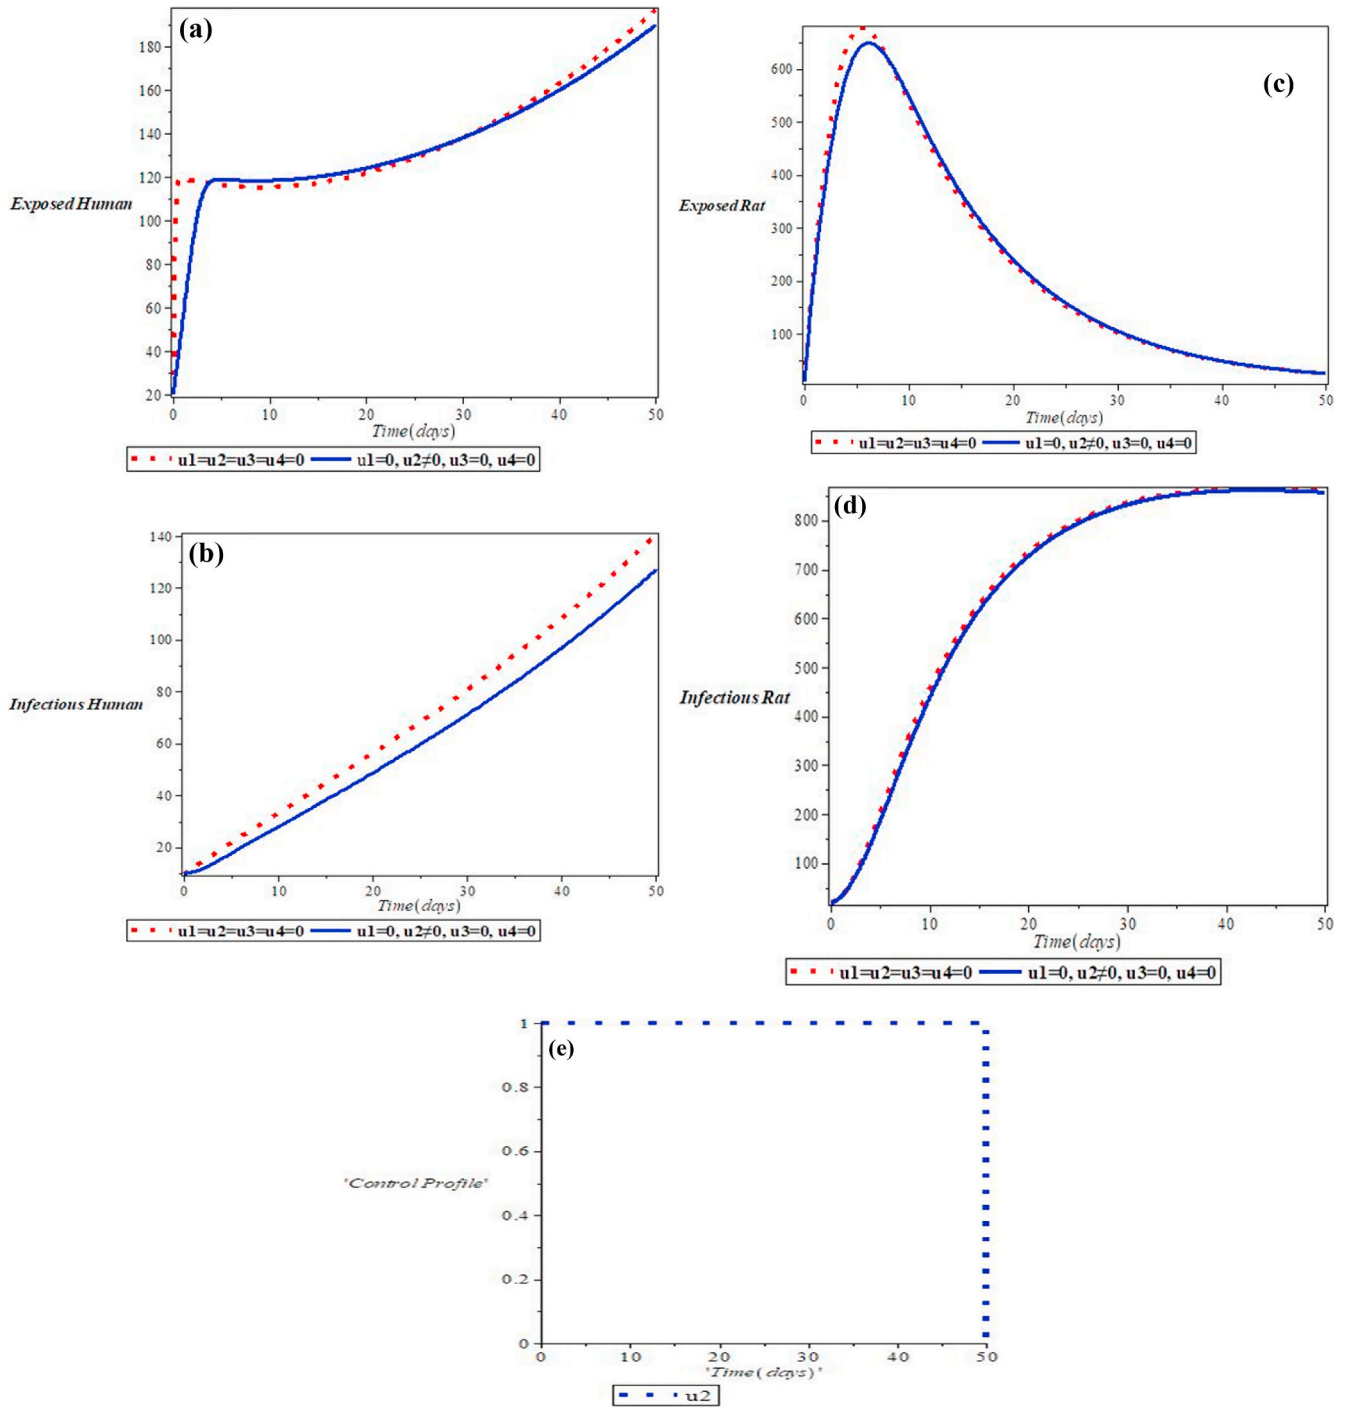 (a)
180
160
140
120
100
80
60
40
20
Exposed Human
0 10 20 30 40 50
Time(days)
u1=u2=u3=u4=0 u1=0, u2≠0, u3=0, u4=0
(c)
600
500
400
300
200
100
Exposed Rat
0 10 20 30 40 50
Time(days)
u1=u2=u3=u4=0 u1=0, u2≠0, u3=0, u4=0
(b)
140
120
100
80
60
40
20
Infectious Human
0 10 20 30 40 50
Time(days)
u1=u2=u3=u4=0 u1=0, u2≠0, u3=0, u4=0
(d)
800
700
600
500
400
300
200
100
Infectious Rat
0 10 20 30 40 50
Time(days)
u1=u2=u3=u4=0 u1=0, u2≠0, u3=0, u4=0
(e)
1
0.8
0.6
0.4
0.2
0
"Control Profile"
0 10 20 30 40 50
"Time(days)"
u2